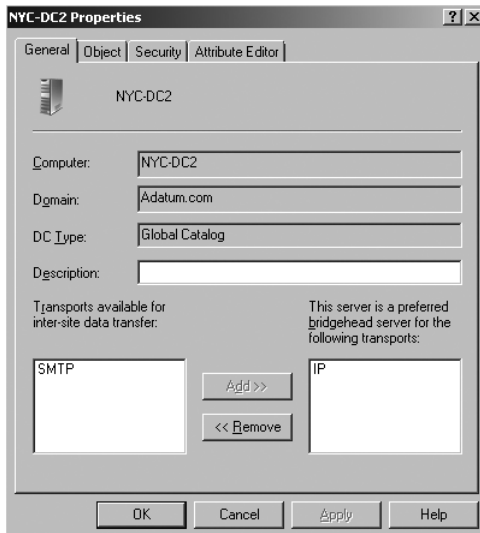 NYC-DC2 Properties
General Object Security Attribute Editor
NYC-DC2
Computer: NYC-DC2
Domain: Adatum.com
DC Type: Global Catalog
Description:
Transports available for
inter-site data transfer:
This server is a preferred
bridgehead server for the
following transports:
SMTP
Add >>
<< Remove
IP
OK Cancel Apply Help